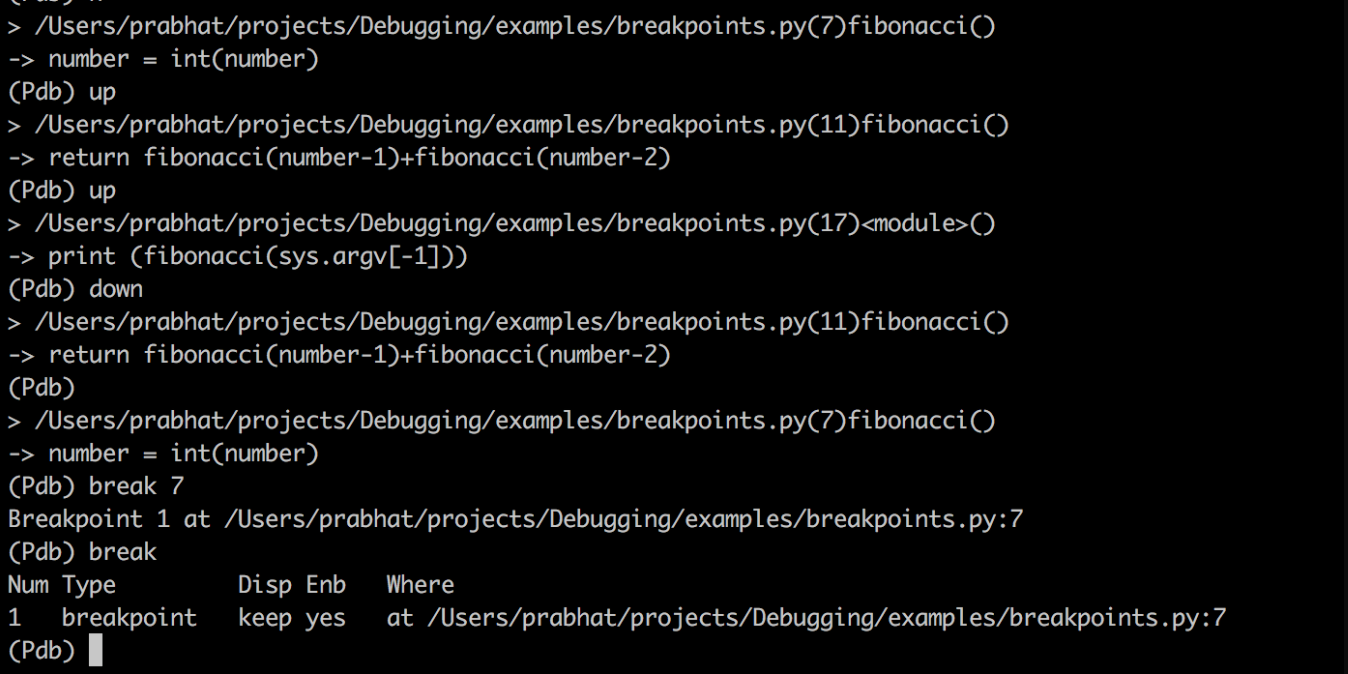 > /Users/prabhat/projects/Debugging/examples/breakpoints.py(7)fibonacci()
-> number = int(number)
(Pdb) up
> /Users/prabhat/projects/Debugging/examples/breakpoints.py(11)fibonacci()
-> return fibonacci(number-1)+fibonacci(number-2)
(Pdb) up
> /Users/prabhat/projects/Debugging/examples/breakpoints.py(17)<module>()
-> print (fibonacci(sys.argv[-1]))
(Pdb) down
> /Users/prabhat/projects/Debugging/examples/breakpoints.py(11)fibonacci()
-> return fibonacci(number-1)+fibonacci(number-2)
(Pdb)
> /Users/prabhat/projects/Debugging/examples/breakpoints.py(7)fibonacci()
-> number = int(number)
(Pdb) break 7
Breakpoint 1 at /Users/prabhat/projects/Debugging/examples/breakpoints.py:7
(Pdb) break
Num Type         Disp Enb   Where
1   breakpoint   keep yes   at /Users/prabhat/projects/Debugging/examples/breakpoints.py:7
(Pdb)